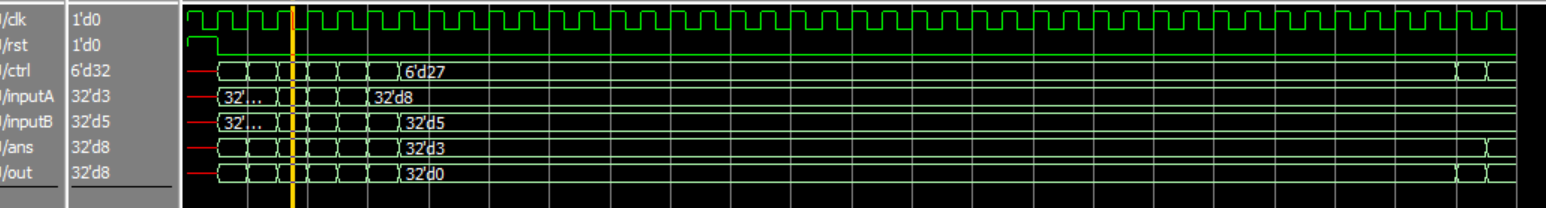 /clk 1'd0
/rst 1'd0
/ctrl 6'd32 6'd27
/inputA 32'd3 32'... 32'd8
/inputB 32'd5 32'... 32'd5
/ans 32'd8 32'd3
/out 32'd8 32'd0